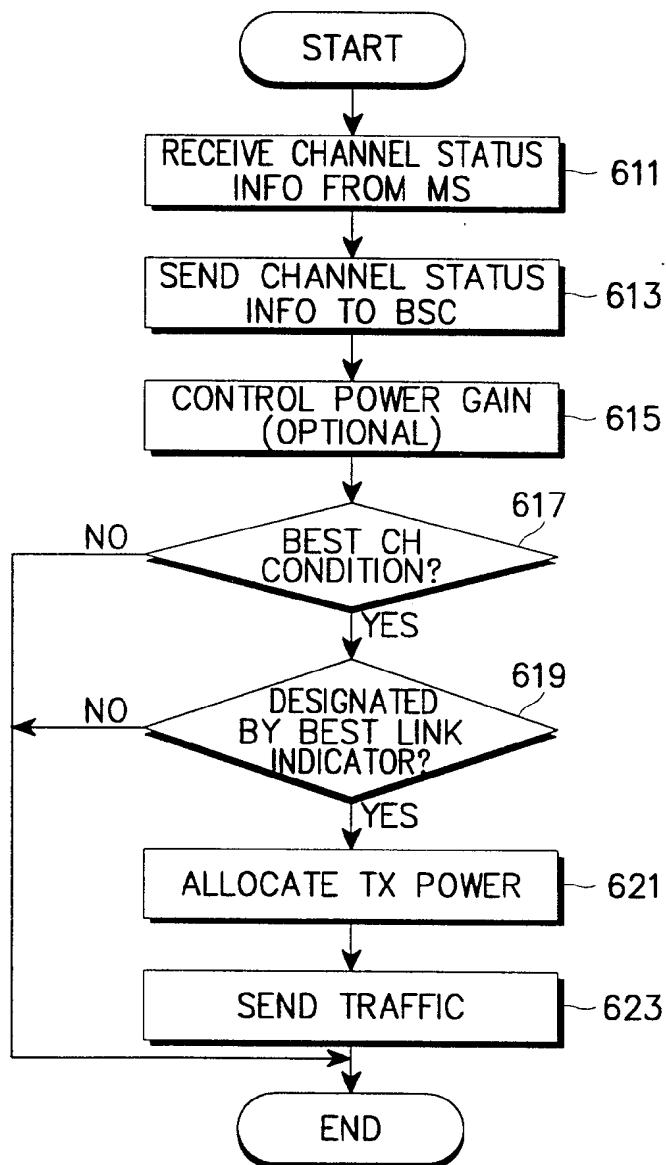 START
RECEIVE CHANNEL STATUS
INFO FROM MS
611
SEND CHANNEL STATUS
INFO TO BSC
613
CONTROL POWER GAIN
(OPTIONAL)
615
617
NO
BEST CH
CONDITION?
YES
619
NO
DESIGNATED
BY BEST LINK
INDICATOR?
YES
ALLOCATE TX POWER
621
SEND TRAFFIC
623
END